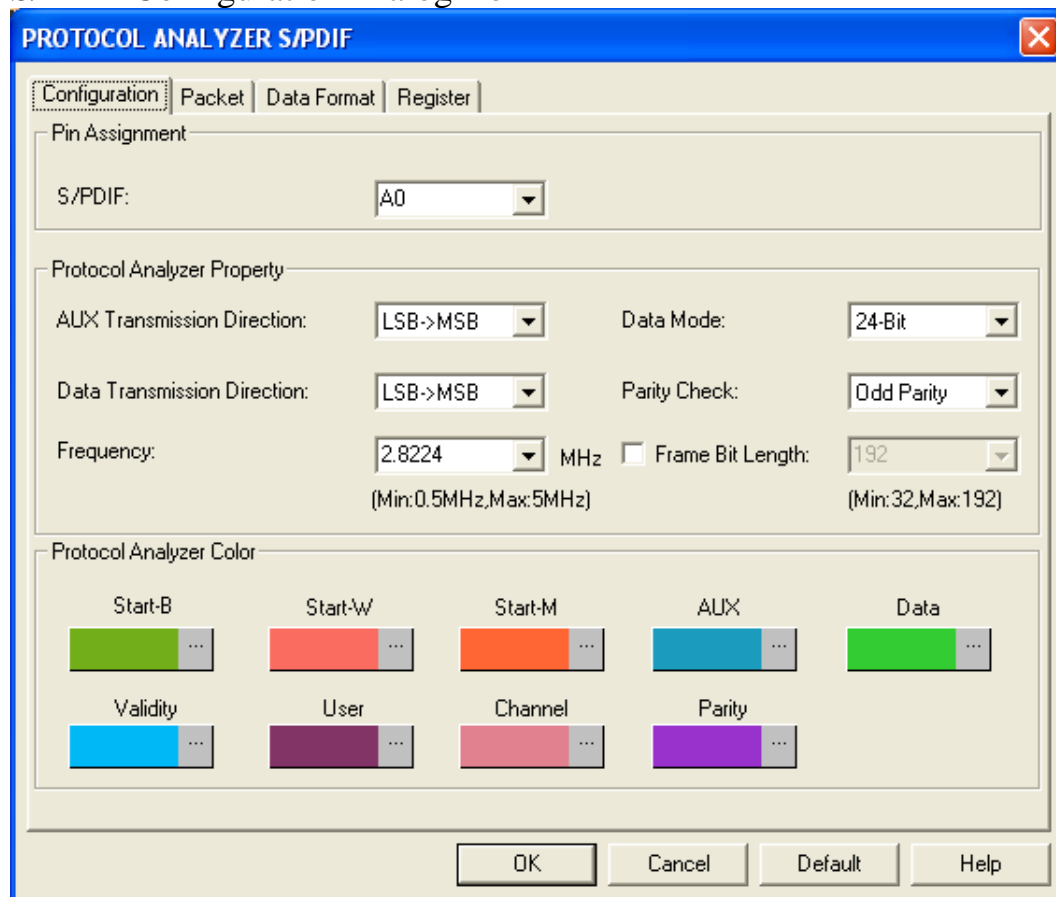 PROTOCOL ANALYZER S/PDIF
Configuration Packet Data Format Register
Pin Assignment
S/PDIF: A0
Protocol Analyzer Property
AUX Transmission Direction: LSB->MSB Data Mode: 24-Bit
Data Transmission Direction: LSB->MSB Parity Check: Odd Parity
Frequency: 2.8224 MHz Frame Bit Length: 192
(Min:0.5MHz,Max:5MHz) (Min:32,Max:192)
Protocol Analyzer Color
Start-B Start-W Start-M AUX Data
... ... ... ... ...
Validity User Channel Parity
... ... ... ...
OK Cancel Default Help